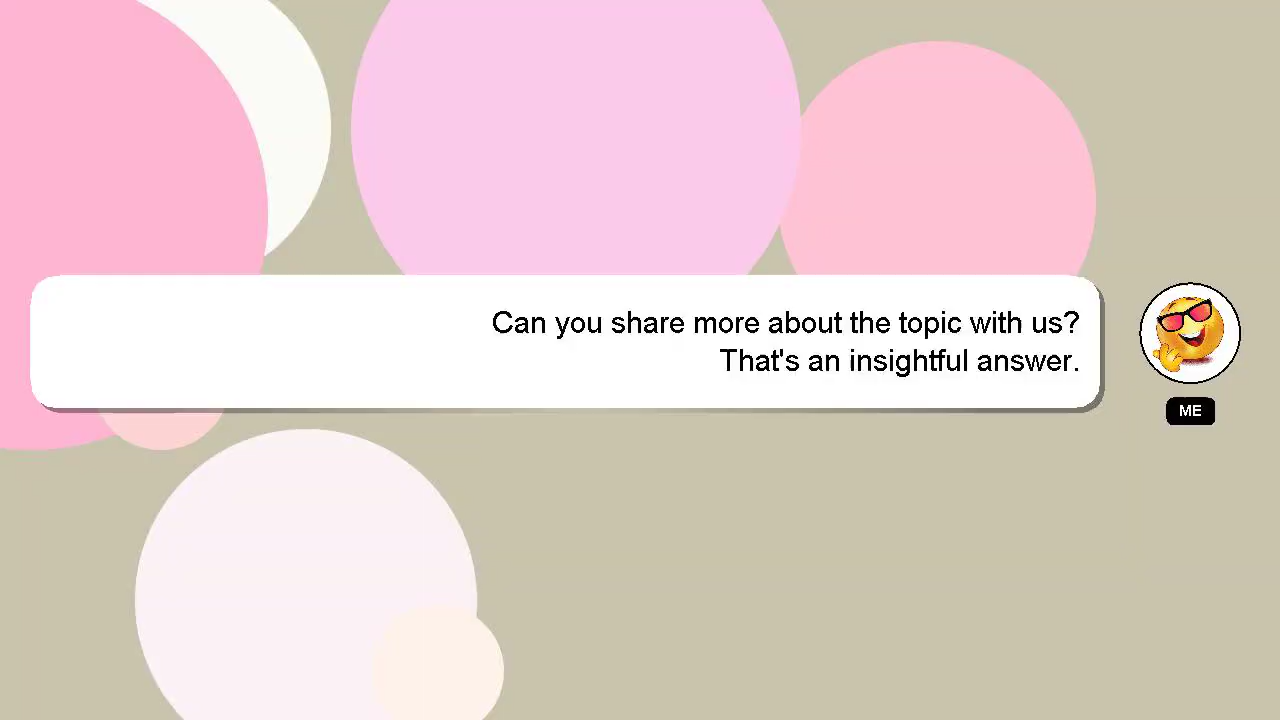 Can you share more about the topic with us?
That's an insightful answer.
ME